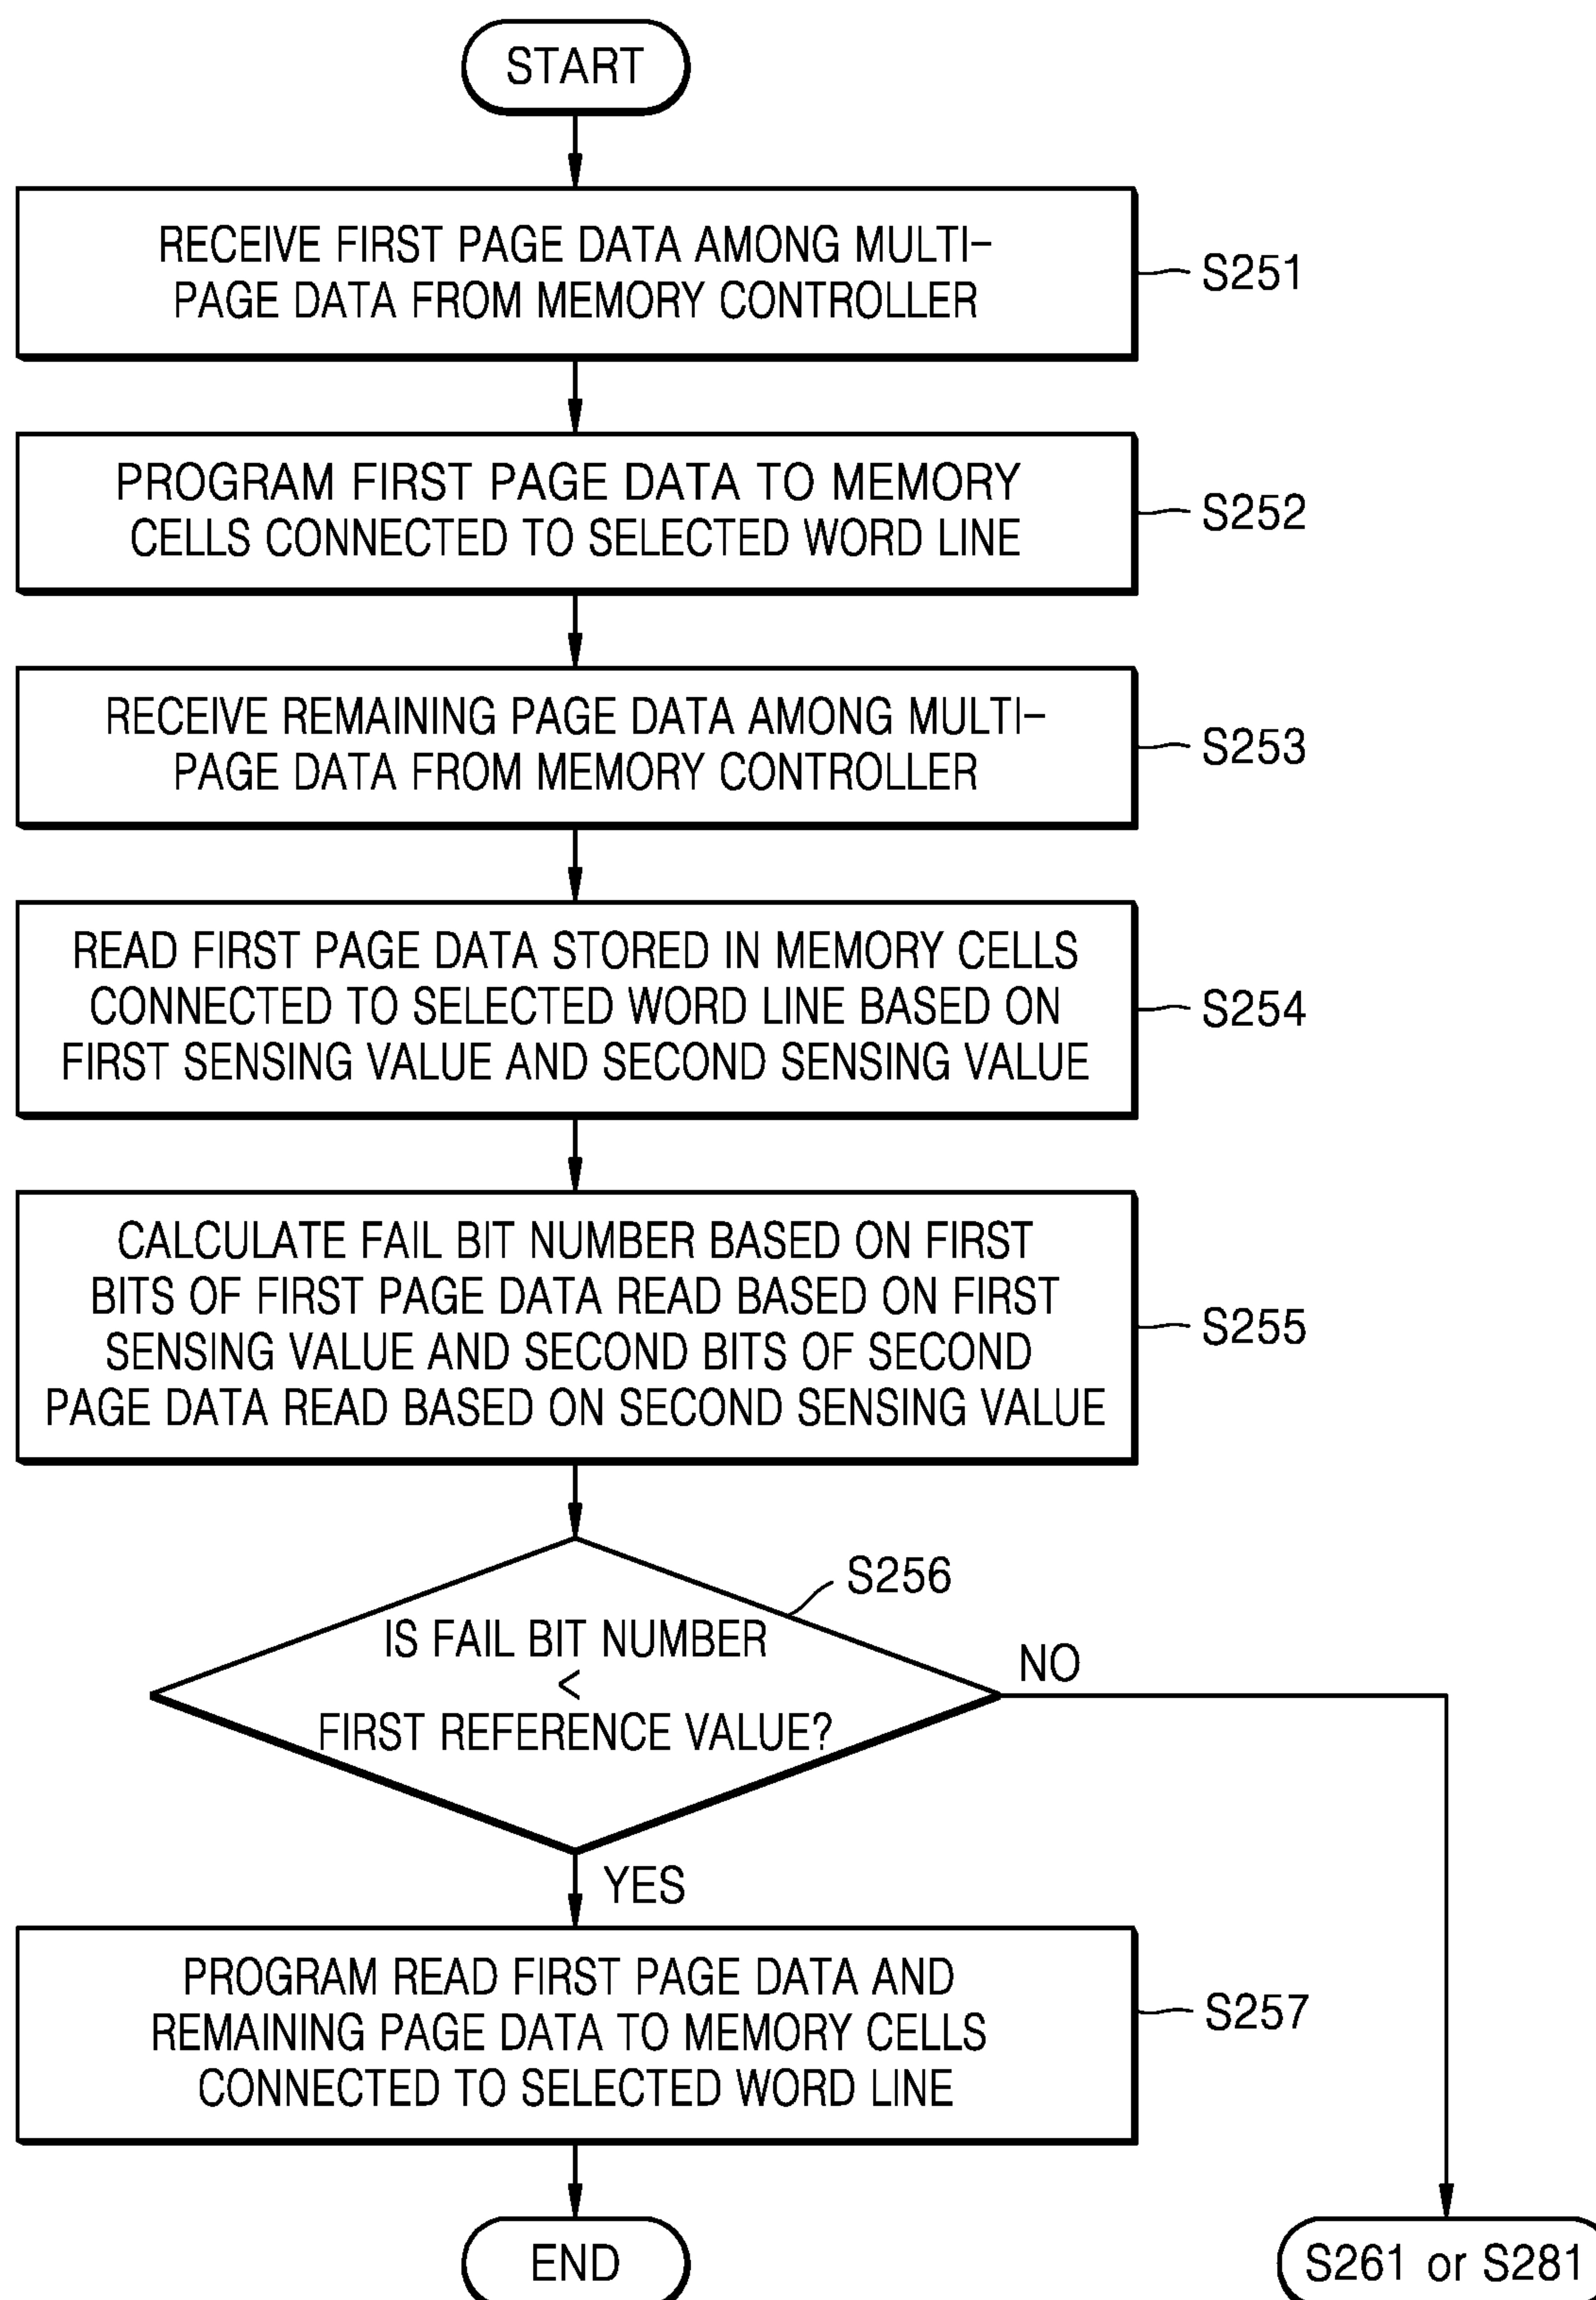 START
RECEIVE FIRST PAGE DATA AMONG MULTI-
PAGE DATA FROM MEMORY CONTROLLER
S251
PROGRAM FIRST PAGE DATA TO MEMORY
CELLS CONNECTED TO SELECTED WORD LINE
S252
RECEIVE REMAINING PAGE DATA AMONG MULTI-
PAGE DATA FROM MEMORY CONTROLLER
S253
READ FIRST PAGE DATA STORED IN MEMORY CELLS
CONNECTED TO SELECTED WORD LINE BASED ON
FIRST SENSING VALUE AND SECOND SENSING VALUE
S254
CALCULATE FAIL BIT NUMBER BASED ON FIRST
BITS OF FIRST PAGE DATA READ BASED ON FIRST
SENSING VALUE AND SECOND BITS OF SECOND
PAGE DATA READ BASED ON SECOND SENSING VALUE
S255
S256
IS FAIL BIT NUMBER
<
FIRST REFERENCE VALUE?
NO
YES
PROGRAM READ FIRST PAGE DATA AND
REMAINING PAGE DATA TO MEMORY CELLS
CONNECTED TO SELECTED WORD LINE
S257
END
S261 or S281